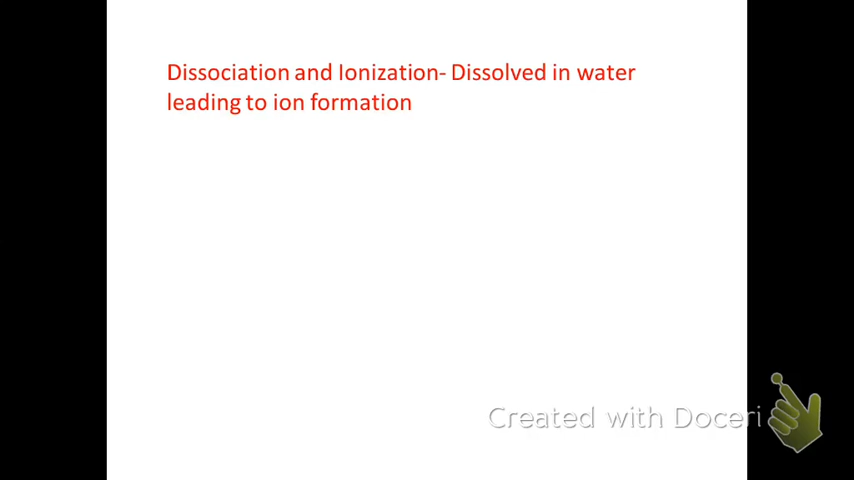 Dissociation and Ionization- Dissolved in water
leading to ion formation
Created with Doceri